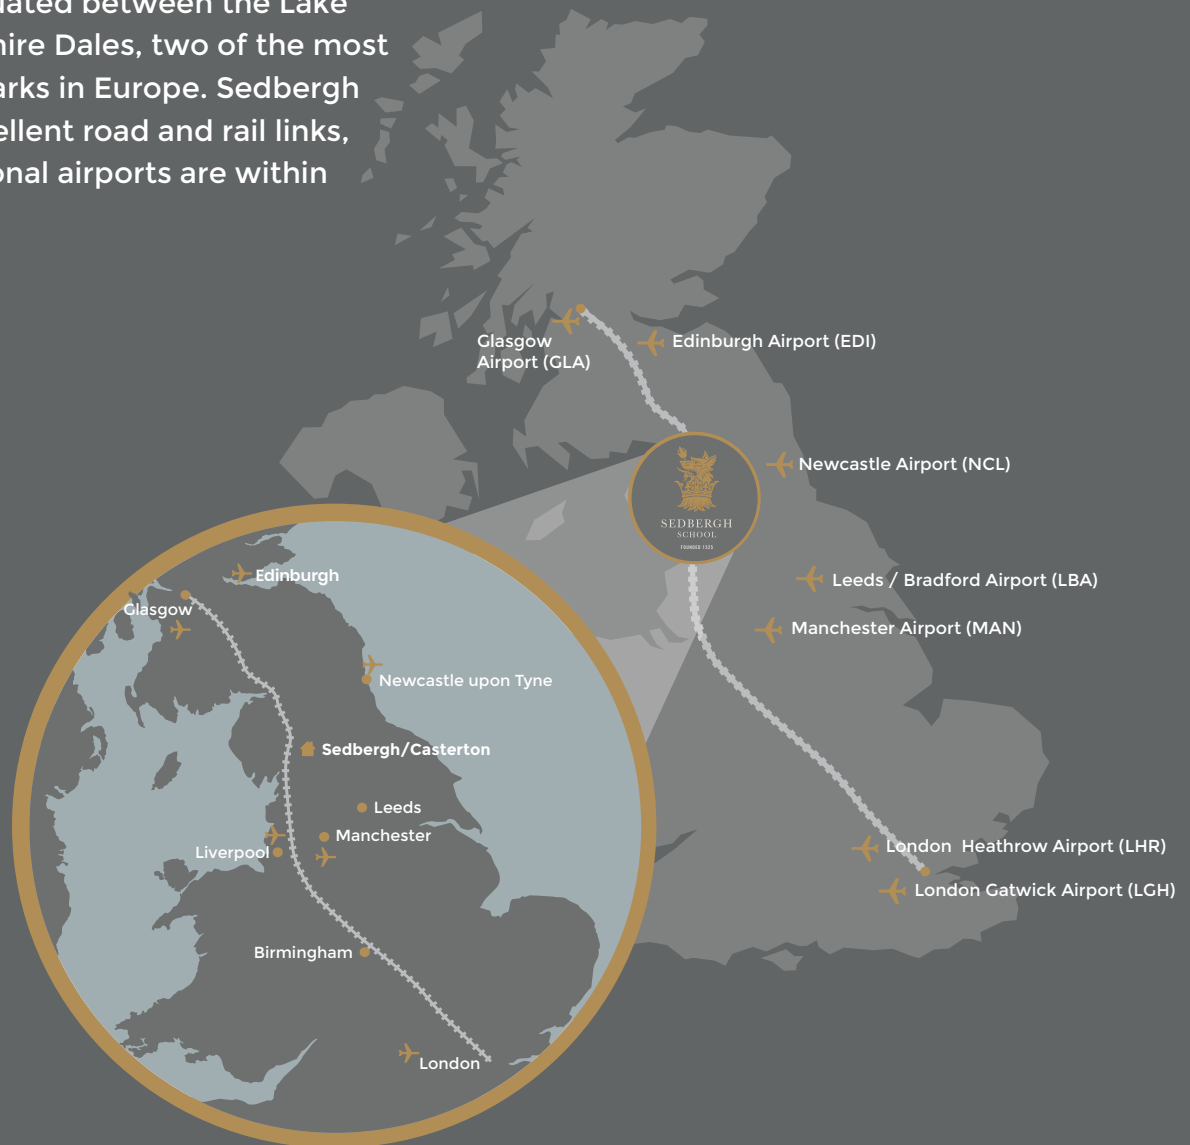 uated between the Lake
hire Dales, two of the most
arks in Europe. Sedbergh
ellent road and rail links,
onal airports are within
Glasgow
Airport (GLA)
Edinburgh Airport (EDI)
Newcastle Airport (NCL)
SEDBERGH
SCHOOL
FOUNDED 1525
Leeds / Bradford Airport (LBA)
Manchester Airport (MAN)
London Heathrow Airport (LHR)
London Gatwick Airport (LGH)
Edinburgh
Glasgow
Newcastle upon Tyne
Sedbergh/Casterton
Leeds
Manchester
Liverpool
Birmingham
London